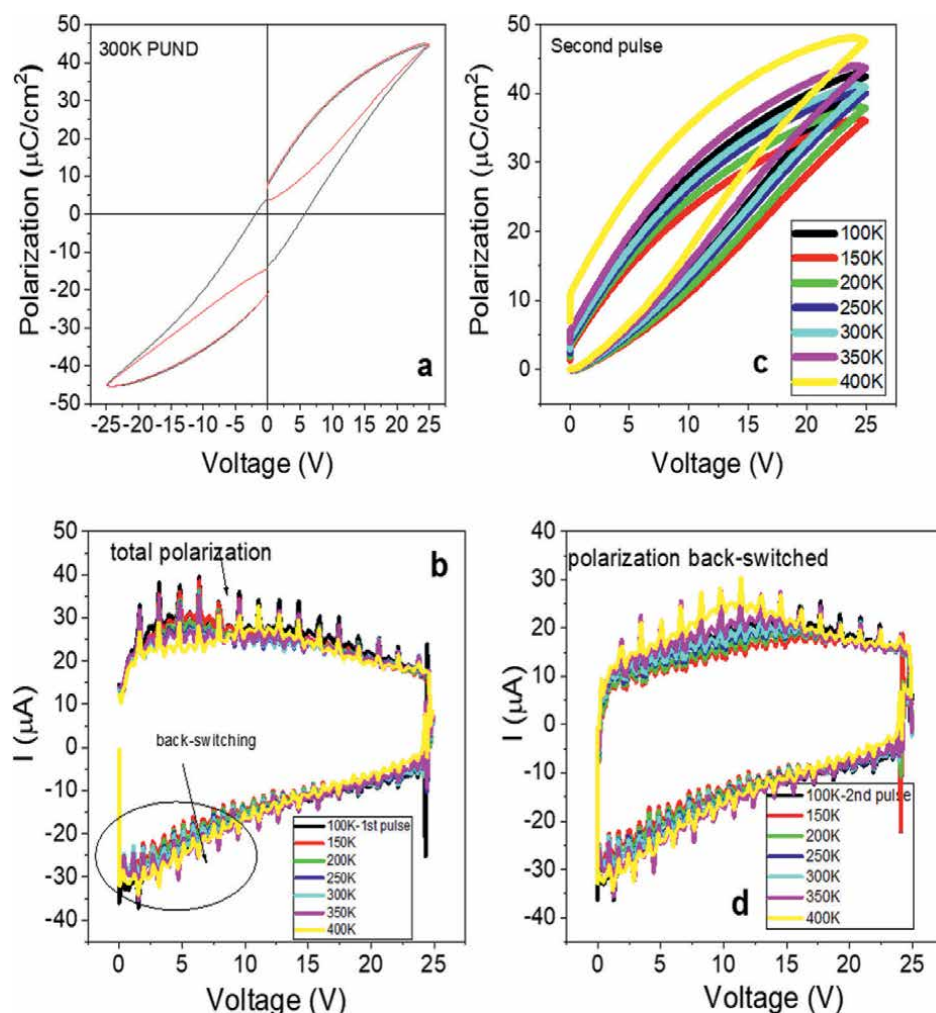 300K PUND
Polarization (μC/cm²)
50
40
30
20
10
0
-10
-20
-30
-40
-50
-25-20-15-10 -5 0 5 10 15 20 25
Voltage (V)
a
Second pulse
Polarization (μC/cm²)
50
40
30
20
10
0
100K
150K
200K
250K
300K
350K
400K
c
0 5 10 15 20 25
Voltage (V)
total polarization
b
I (μA)
50
40
30
20
10
0
-10
-20
-30
-40
back-switching
100K-1st pulse
150K
200K
250K
300K
350K
400K
0 5 10 15 20 25
Voltage (V)
polarization back-switched
I (μA)
40
30
20
10
0
-10
-20
-30
-40
100K-2nd pulse
150K
200K
250K
300K
350K
400K
d
0 5 10 15 20 25
Voltage (V)